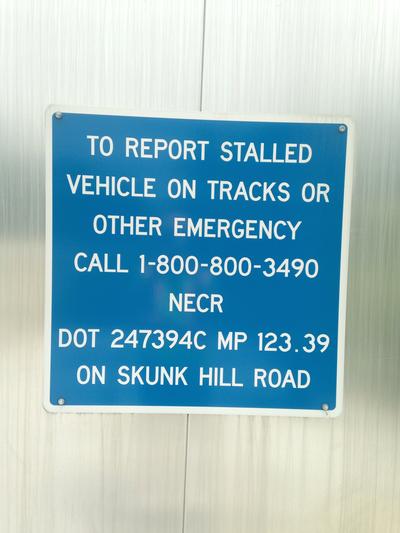 TO REPORT STALLED
VEHICLE ON TRACKS OR
OTHER EMERGENCY
CALL 1-800-800-3490
NECR
DOT 247394C MP 123.39
ON SKUNK HILL ROAD